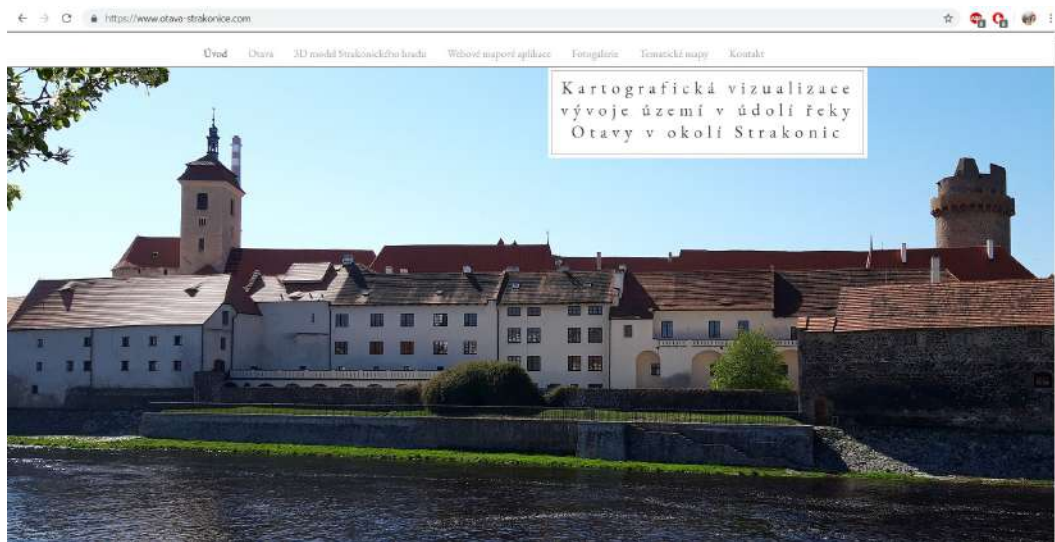 https://www.otava-strakonice.com
Úvod Otava 3D model Strakonického hradu Webové mapové aplikace Fotogalerie Tematické mapy Kontakt
Kartografická vizualizace
vývoje území v údolí řeky
Otavy v okolí Strakonic